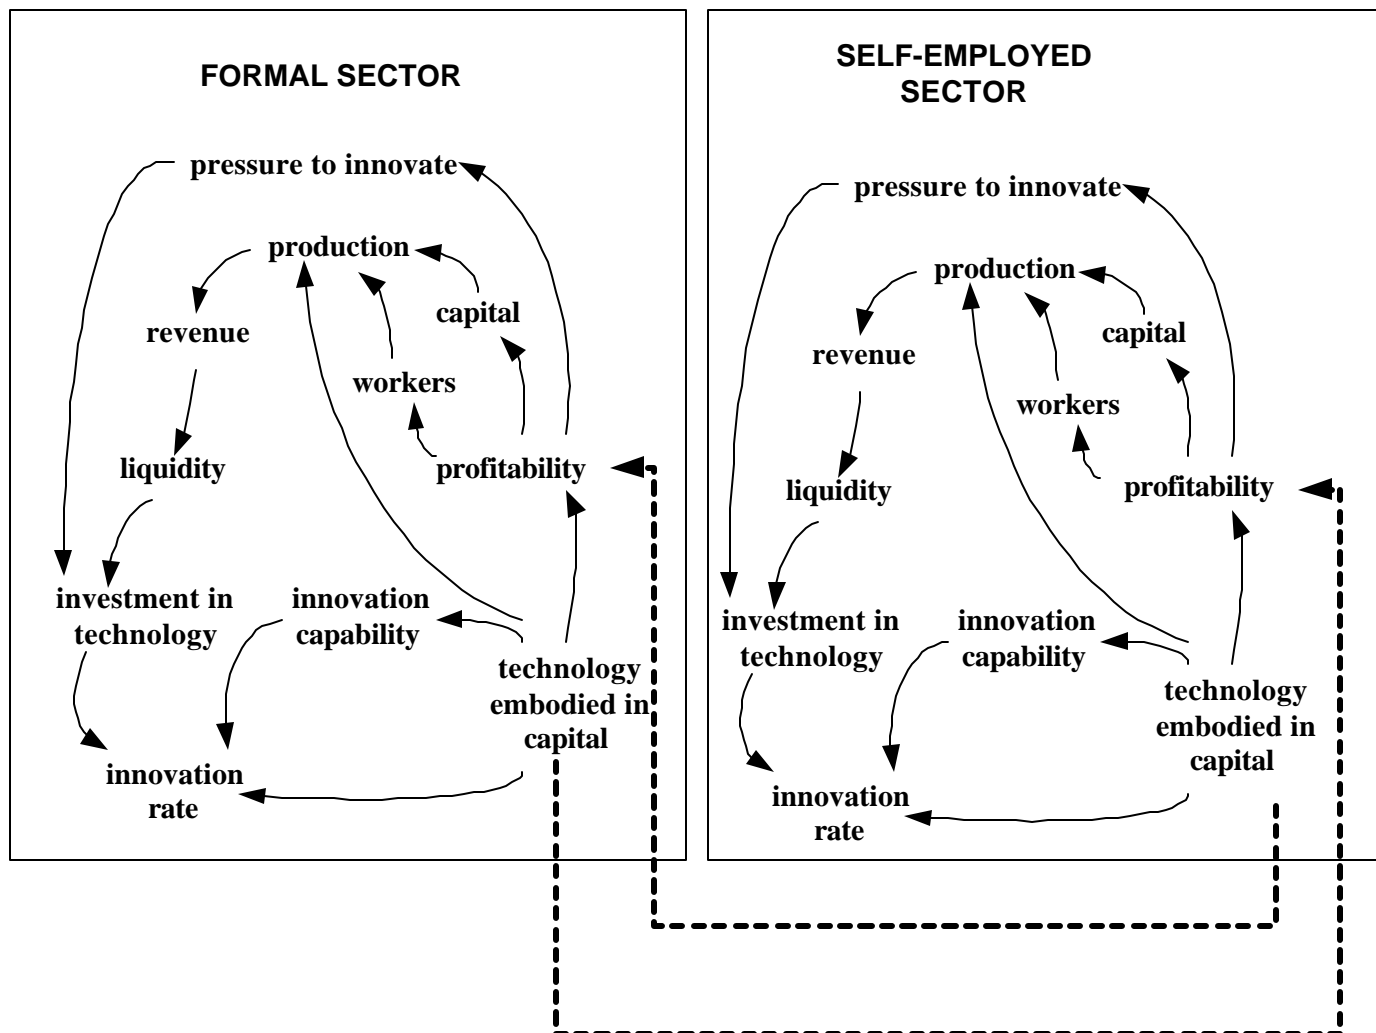 FORMAL SECTOR
pressure to innovate
production
capital
revenue
workers
liquidity
profitability
investment in
technology
innovation
capability
technology
embodied in
capital
innovation
rate
SELF-EMPLOYED
SECTOR
pressure to innovate
production
capital
revenue
workers
liquidity
profitability
investment in
technology
innovation
capability
technology
embodied in
capital
innovation
rate